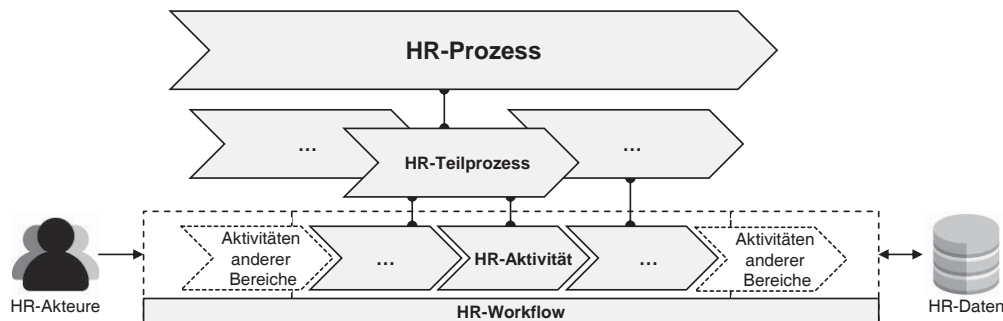 HR-Prozess
...
HR-Teilprozess
...
Aktivitäten
anderer
Bereiche
...
HR-Aktivität
...
Aktivitäten
anderer
Bereiche
HR-Akteure
HR-Workflow
HR-Daten